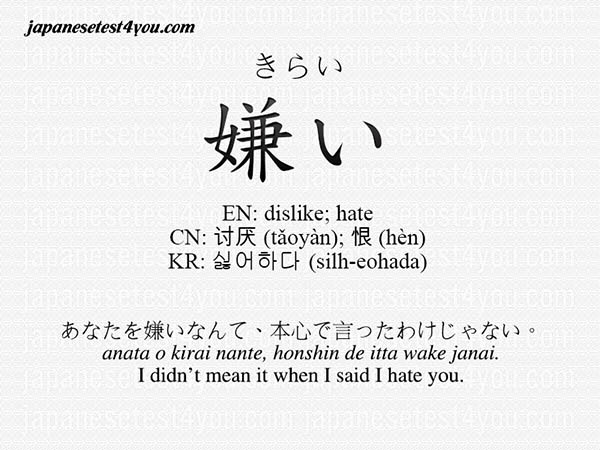 japanesetest4you.com
きらい
嫌い
EN: dislike; hate
CN: 讨厌 (tǎoyàn); 恨 (hèn)
KR: 싫어하다 (silh-eohada)
あなたを嫌いなんて、本心で言ったわけじゃない。
anata o kirai nante, honshin de itta wake janai.
I didn't mean it when I said I hate you.